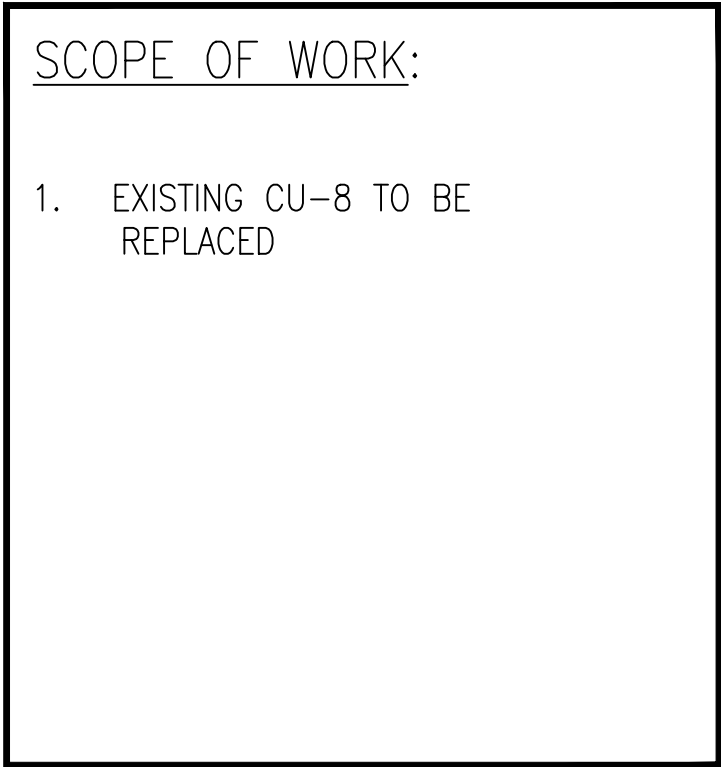 SCOPE OF WORK:
1. EXISTING CU-8 TO BE
REPLACED